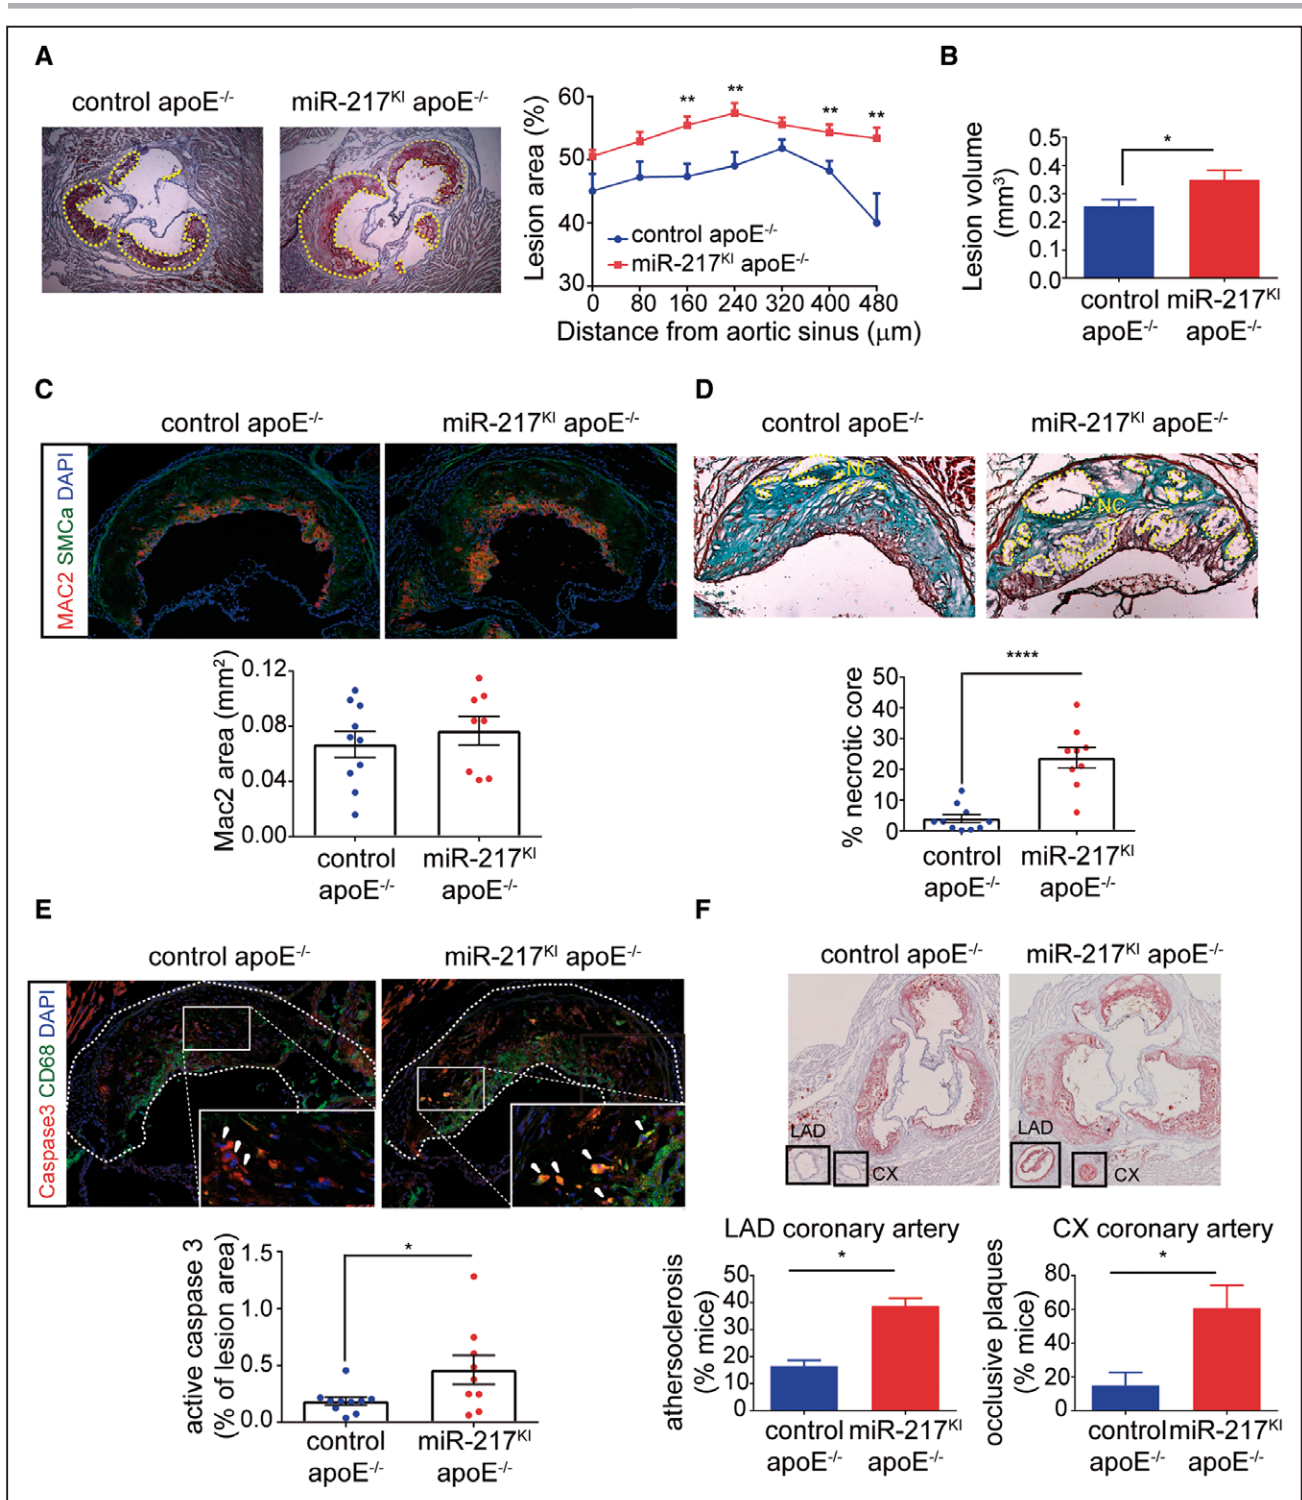 A
control apoE-/-
miR-217KI apoE-/-
Lesion area (%)
60
50
40
30
**
**
**
**
control apoE-/-
miR-217KI apoE-/-
0 80 160 240 320 400 480
Distance from aortic sinus (μm)
B
Lesion volume
(mm3)
0.5
0.4
0.3
0.2
0.1
0.0
*
control miR-217KI
apoE-/- apoE-/-
C
control apoE-/-
miR-217KI apoE-/-
MAC2 SMCa DAPI
Mac2 area (mm2)
0.12
0.08
0.04
0.00
control miR-217KI
apoE-/- apoE-/-
D
control apoE-/-
miR-217KI apoE-/-
NC
NC
% necrotic core
50
40
30
20
10
0
****
control miR-217KI
apoE-/- apoE-/-
E
control apoE-/-
miR-217KI apoE-/-
Caspase3 CD68 DAPI
active caspase 3
(% of lesion area)
1.5
1.0
0.5
0.0
*
control miR-217KI
apoE-/- apoE-/-
F
control apoE-/-
miR-217KI apoE-/-
LAD
CX
LAD
CX
LAD coronary artery
athersoclerosis
(% mice)
50
40
30
20
10
0
*
control miR-217KI
apoE-/- apoE-/-
CX coronary artery
occlusive plaques
(% mice)
80
60
40
20
0
*
control miR-217KI
apoE-/- apoE-/-